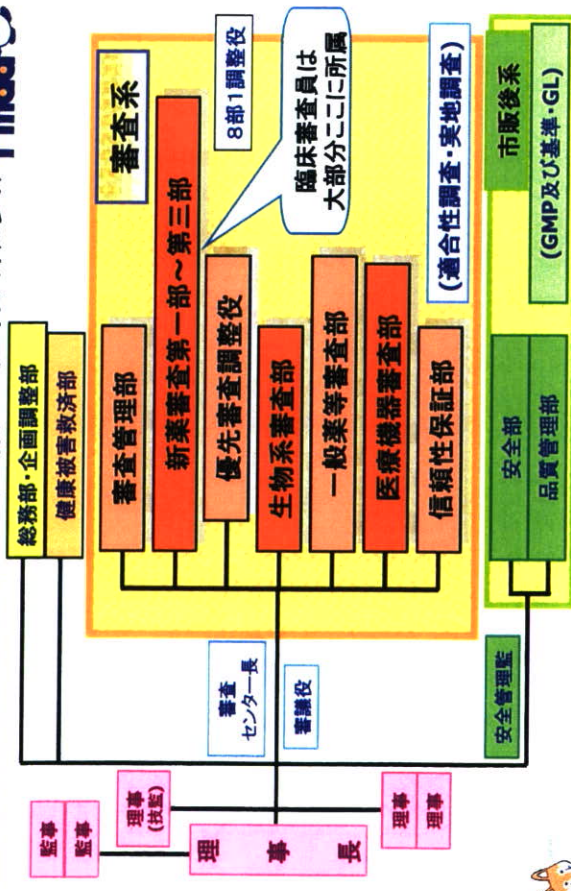 総務部・企画調整部
健康被害救済部
審査系
審査管理部
新薬審査第一部～第三部
8部1調整役
優先審査調整役
臨床審査員は
大部分ここに所属
生物系審査部
一般薬等審査部
医療機器審査部
信頼性保証部
(適合性調査・実地調査)
市販後系
安全部
品質管理部
(GMP及び基準・GL)
監事
監事
理事
(技監)
理事長
理事
理事
審査
センター長
審議役
安全管理監